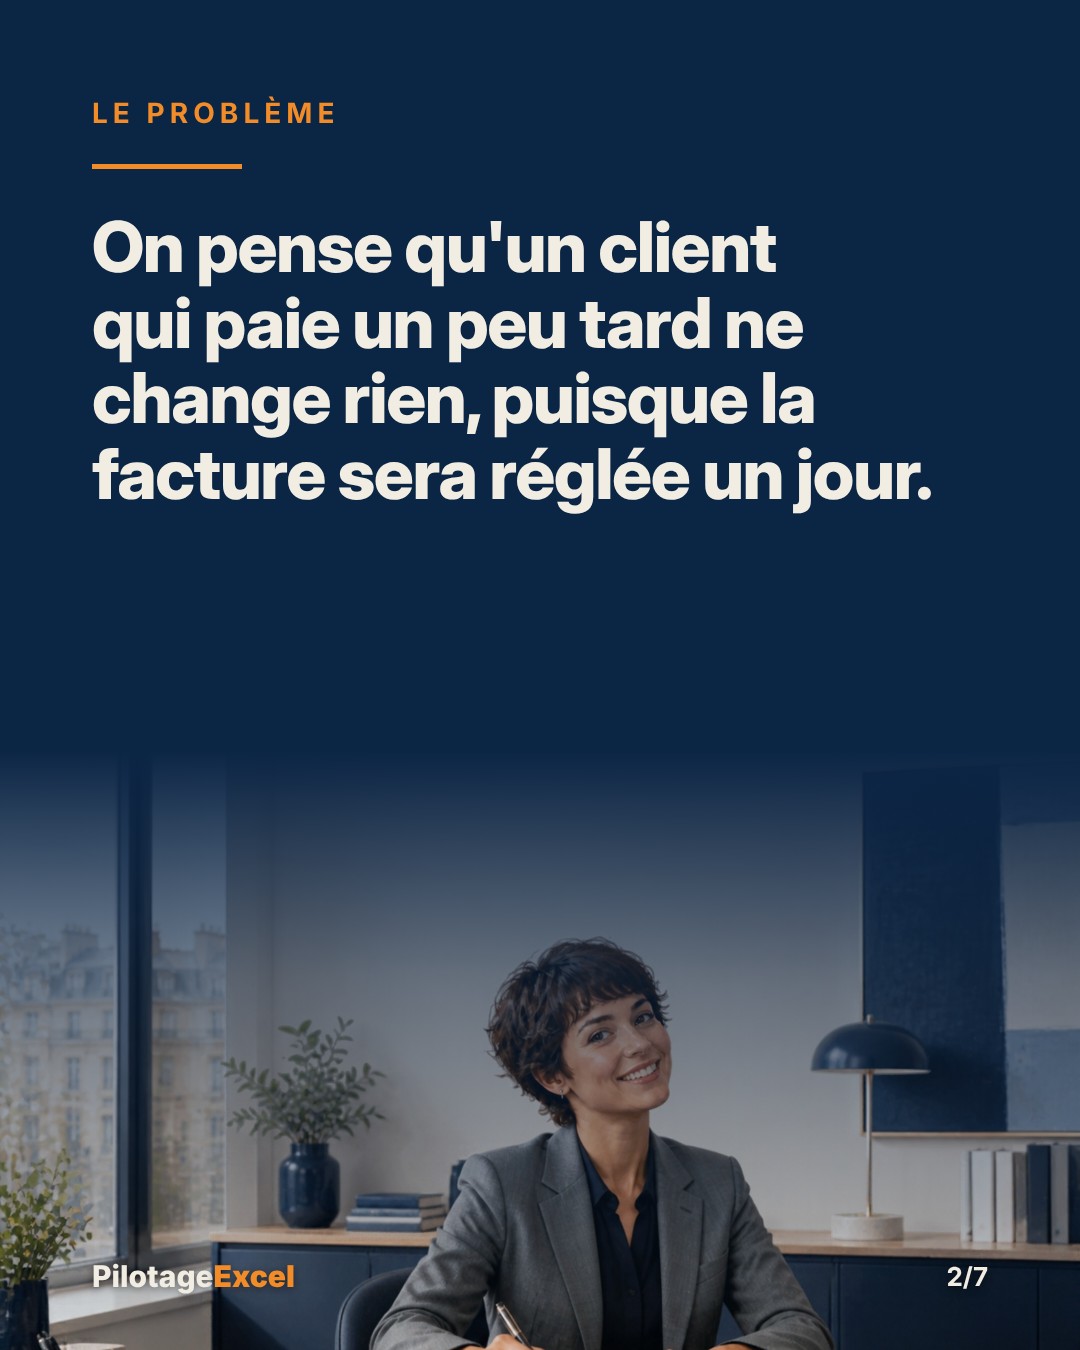 LE PROBLÈME
On pense qu'un client
qui paie un peu tard ne
change rien, puisque la
facture sera réglée un jour.
PilotageExcel
2/7